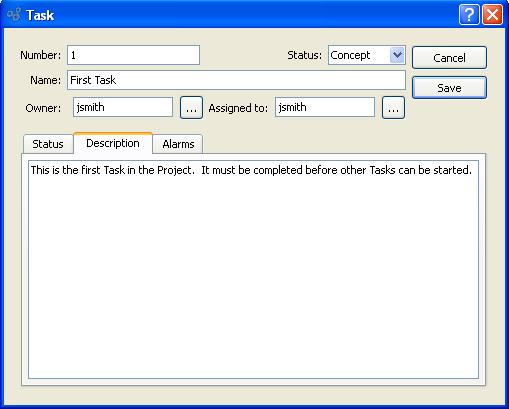 Task
Number: 1 Status: Concept Cancel
Name: First Task Save
Owner: jsmith ... Assigned to: jsmith ...
Status Description Alarms
This is the first Task in the Project.  It must be completed before other Tasks can be started.